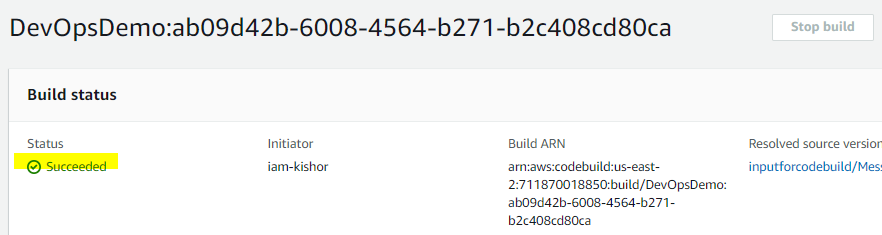 DevOpsDemo:ab09d42b-6008-4564-b271-b2c408cd80ca
Stop build
Build status
Status
Succeeded
Initiator
iam-kishor
Build ARN
arn:aws:codebuild:us-east-
2:711870018850:build/DevOpsDemo:
ab09d42b-6008-4564-b271-
b2c408cd80ca
Resolved source version
inputforcodebuild/Mes